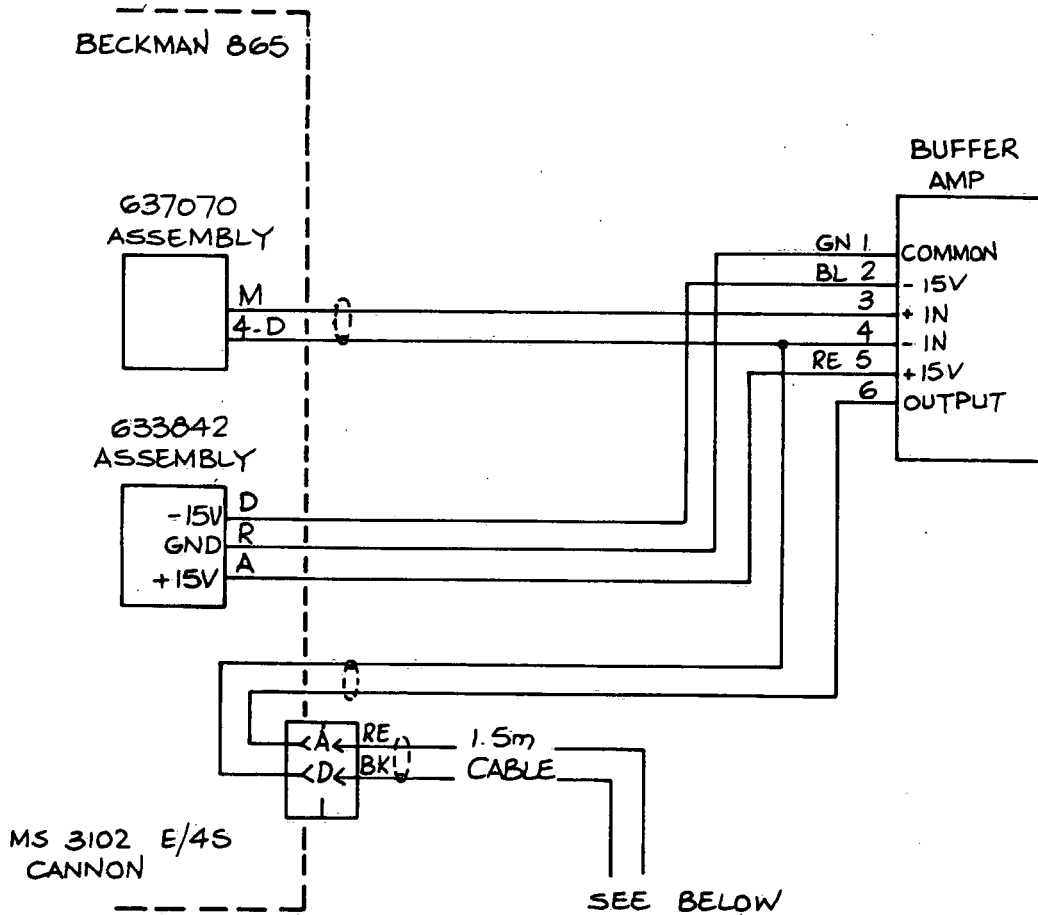 BECKMAN 865
BUFFER
AMP
637070
ASSEMBLY
M
4-D
GN 1 COMMON
BL 2 - 15V
3 + IN
4 - IN
RE 5 +15V
6 OUTPUT
633842
ASSEMBLY
-15V D
GND R
+15V A
A RE 1.5m
D BK CABLE
MS 3102 E/4S
CANNON
SEE BELOW